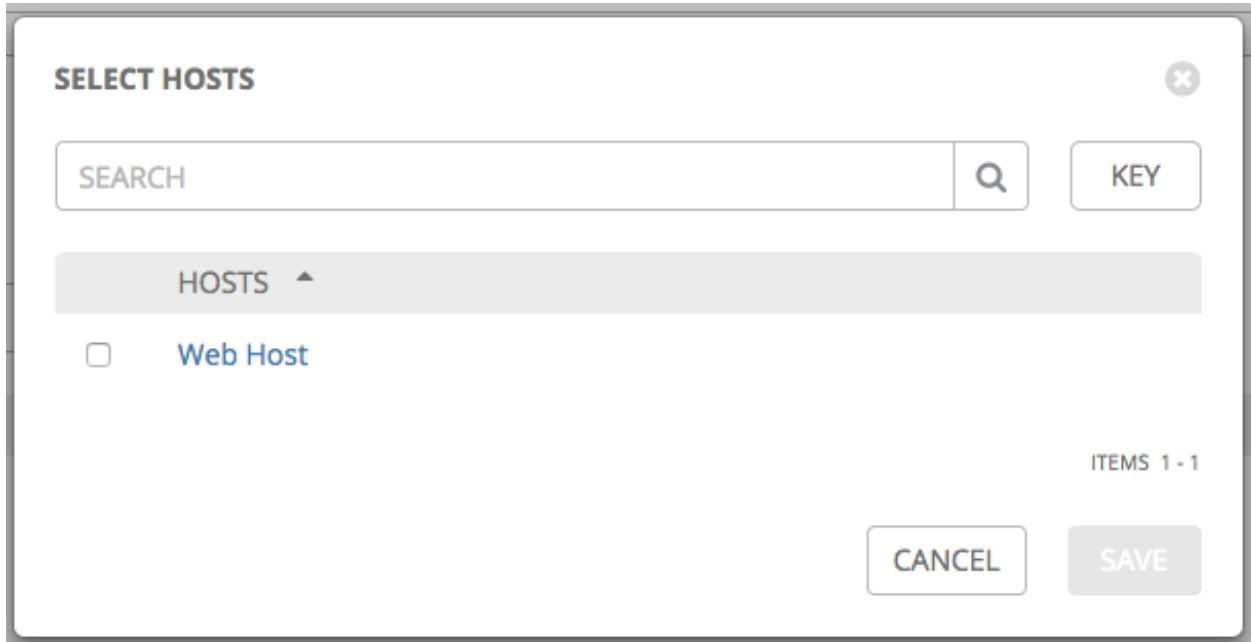 SELECT HOSTS
SEARCH
KEY
HOSTS
Web Host
ITEMS 1 - 1
CANCEL
SAVE